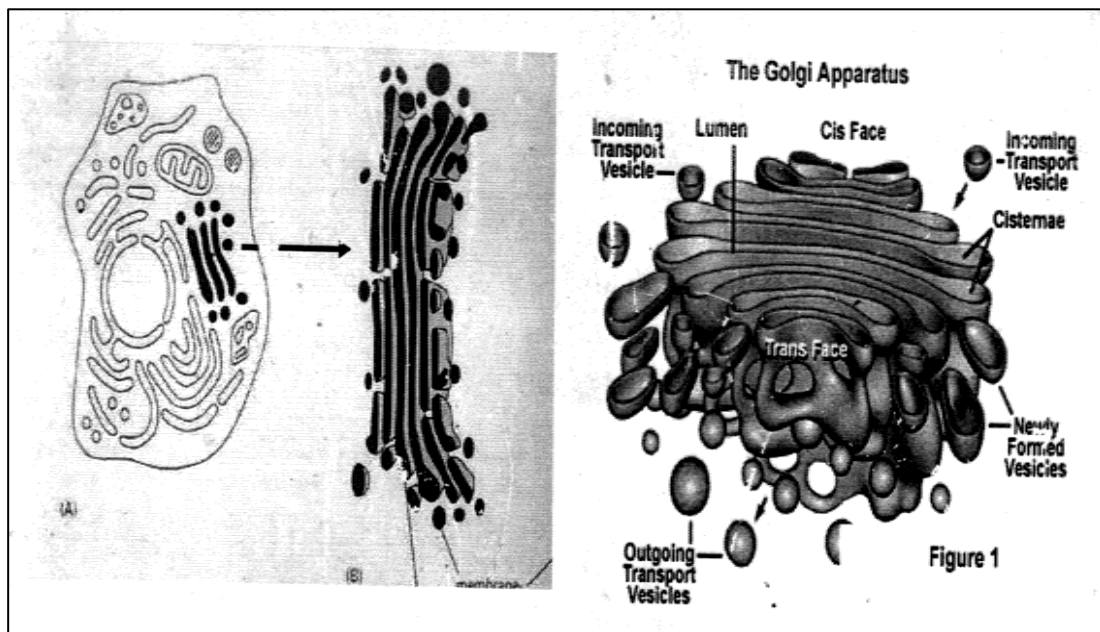 (A)
(B)
membrane
The Golgi Apparatus
Incoming
Transport
Vesicle
Lumen
Cis Face
Incoming
Transport
Vesicle
Cisternae
Trans Face
Newly
Formed
Vesicles
Outgoing
Transport
Vesicles
Figure 1